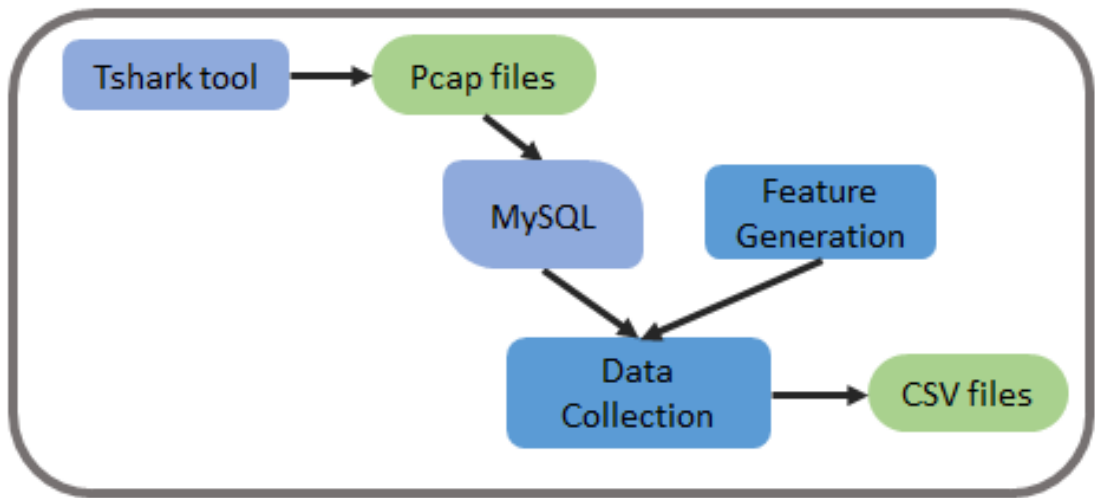 Tshark tool
Pcap files
MySQL
Feature
Generation
Data
Collection
CSV files